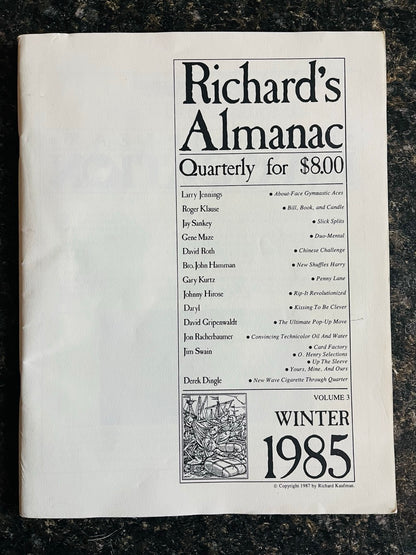 Richard's
Almanac
Quarterly for $8.00
Larry Jennings • About-Face Gymnastic Aces
Roger Klause • Bill, Book, and Candle
Jay Sankey • Slick Splits
Gene Maze • Duo-Mental
David Roth • Chinese Challenge
Bro. John Hamman • New Shuffles Harry
Gary Kurtz • Penny Lane
Johnny Hirose • Rip-It Revolutionized
Daryl • Kissing To Be Clever
David Gripenwaldt • The Ultimate Pop-Up Move
Jon Racherbaumer • Convincing Technicolor Oil And Water
Jim Swain • Card Factory
• O. Henry Selections
• Up The Sleeve
• Yours, Mine, And Ours
Derek Dingle • New Wave Cigarette Through Quarter
VOLUME 3
WINTER
1985
© Copyright 1987 by Richard Kaufman.